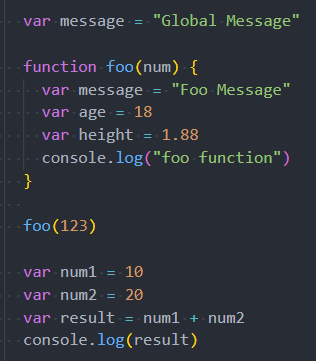 var message = "Global Message"
function foo(num) {
var message = "Foo Message"
var age = 18
var height = 1.88
console.log("foo function")
}
foo(123)
var num1 = 10
var num2 = 20
var result = num1 + num2
console.log(result)